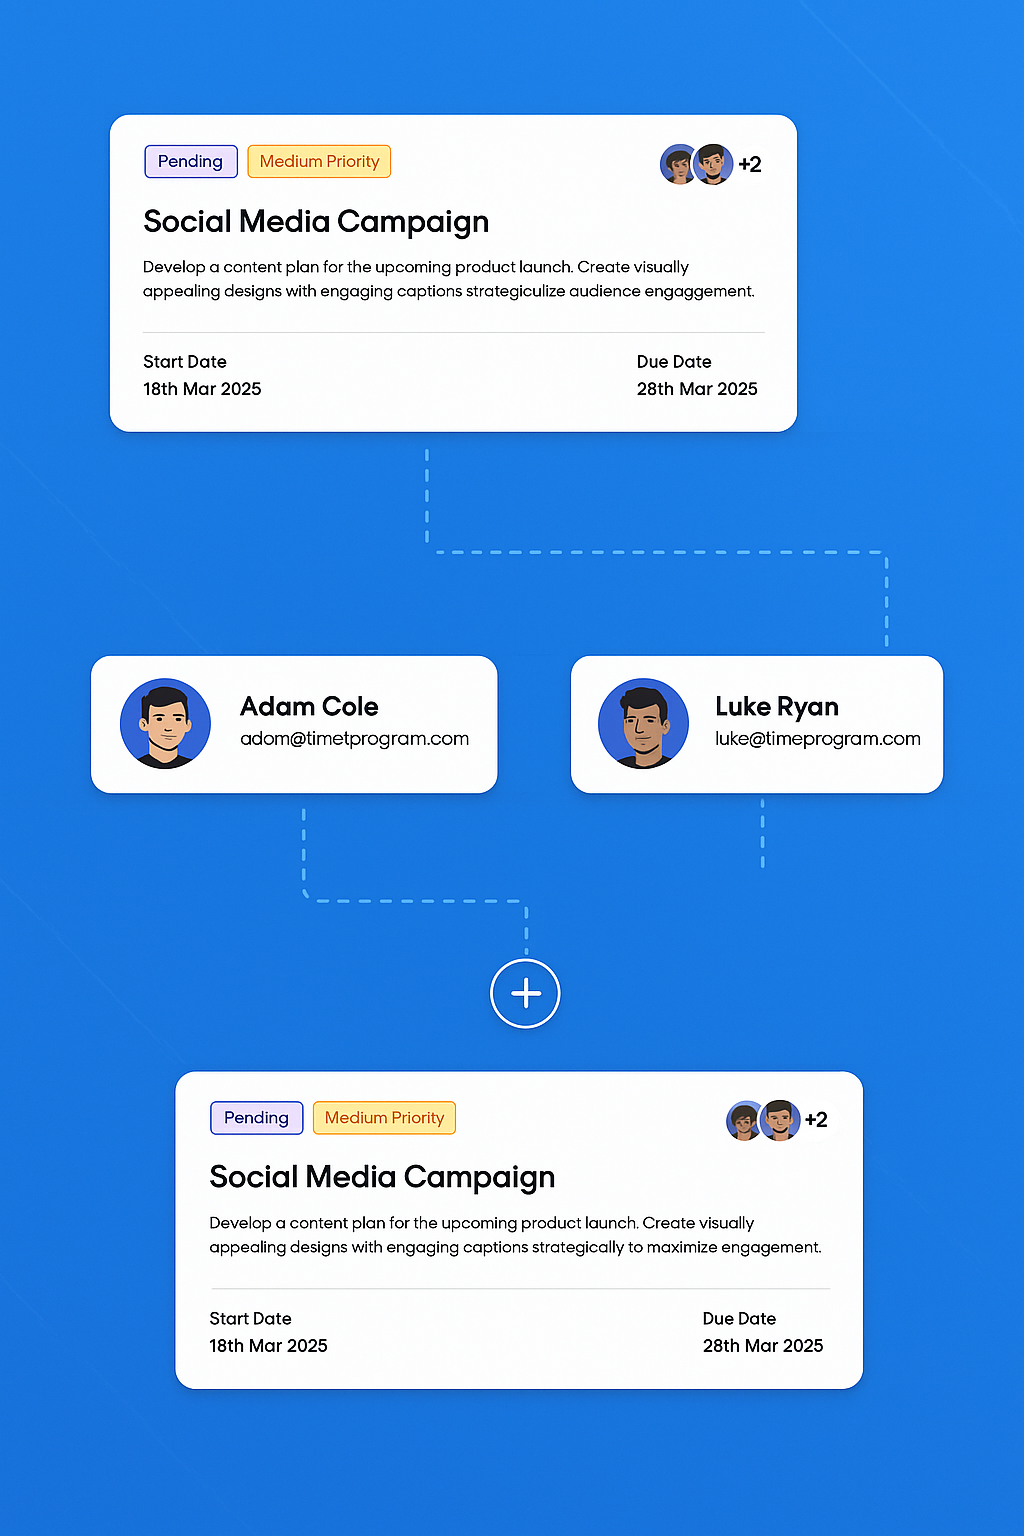 Pending Medium Priority +2
Social Media Campaign
Develop a content plan for the upcoming product launch. Create visually
appealing designs with engaging captions strategiculize audience engaggement.
Start Date Due Date
18th Mar 2025 28th Mar 2025
Adam Cole
adom@timetprogram.com
Luke Ryan
luke@timeprogram.com
Pending Medium Priority +2
Social Media Campaign
Develop a content plan for the upcoming product launch. Create visually
appealing designs with engaging captions strategically to maximize engagement.
Start Date Due Date
18th Mar 2025 28th Mar 2025